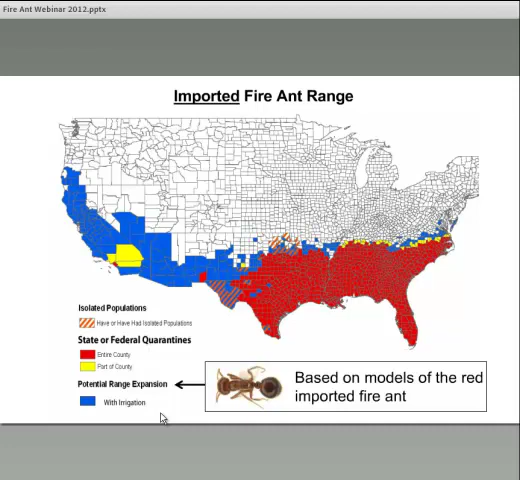 Fire Ant Webinar 2012.pptx
Imported Fire Ant Range
Isolated Populations
Have or Have Had Isolated Populations
State or Federal Quarantines
Entire County
Part of County
Potential Range Expansion
With Irrigation
Based on models of the red
imported fire ant